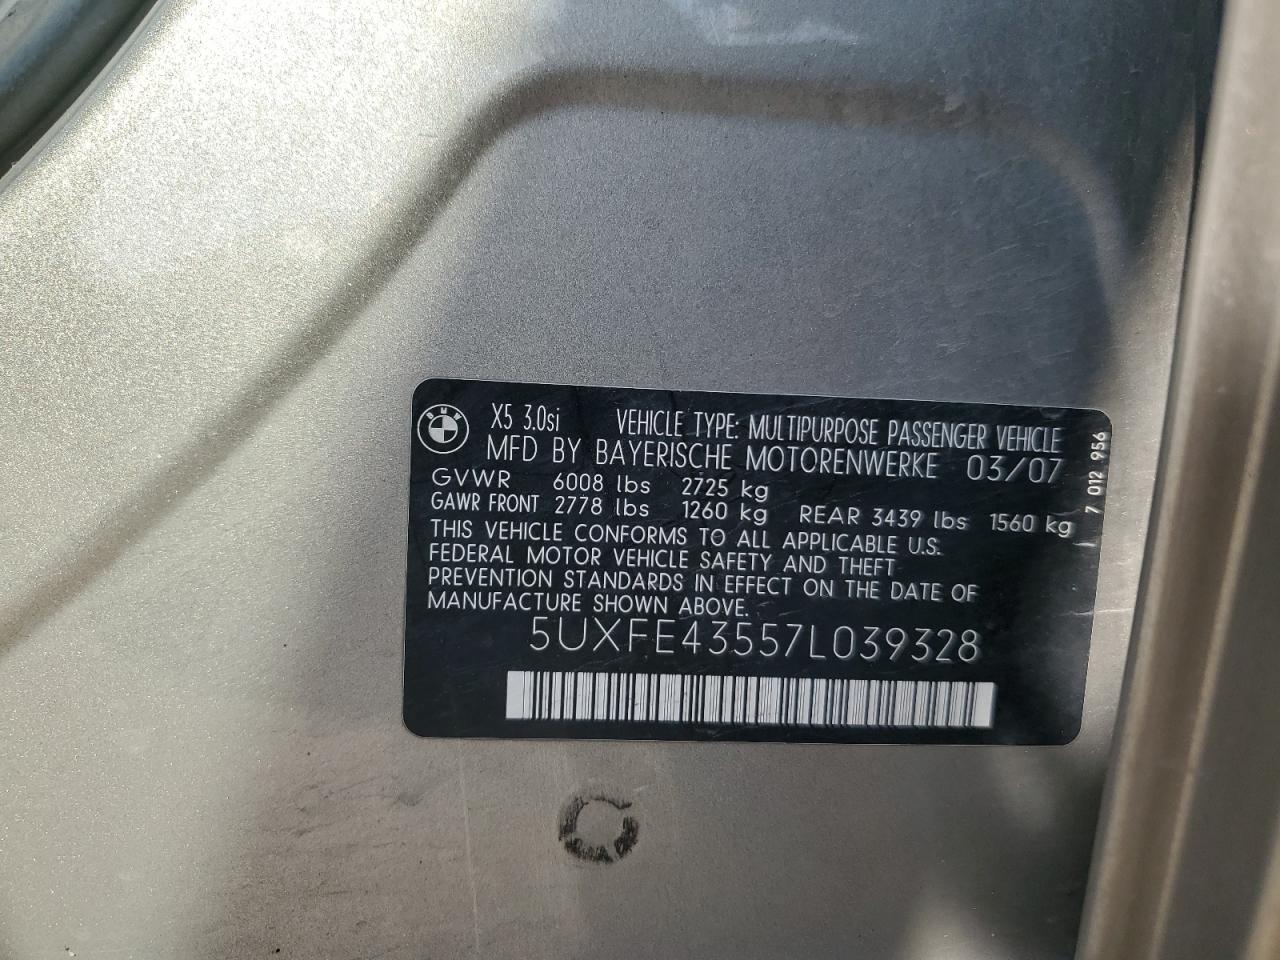 BMW X5 3.0si VEHICLE TYPE: MULTIPURPOSE PASSENGER VEHICLE
MFD BY BAYERISCHE MOTORENWERKE 03/07
GVWR 6008 lbs 2725 kg
GAWR FRONT 2778 lbs 1260 kg REAR 3439 lbs 1560 kg
THIS VEHICLE CONFORMS TO ALL APPLICABLE U.S.
FEDERAL MOTOR VEHICLE SAFETY AND THEFT
PREVENTION STANDARDS IN EFFECT ON THE DATE OF
MANUFACTURE SHOWN ABOVE.
5UXFE43557L039328
7 012 956